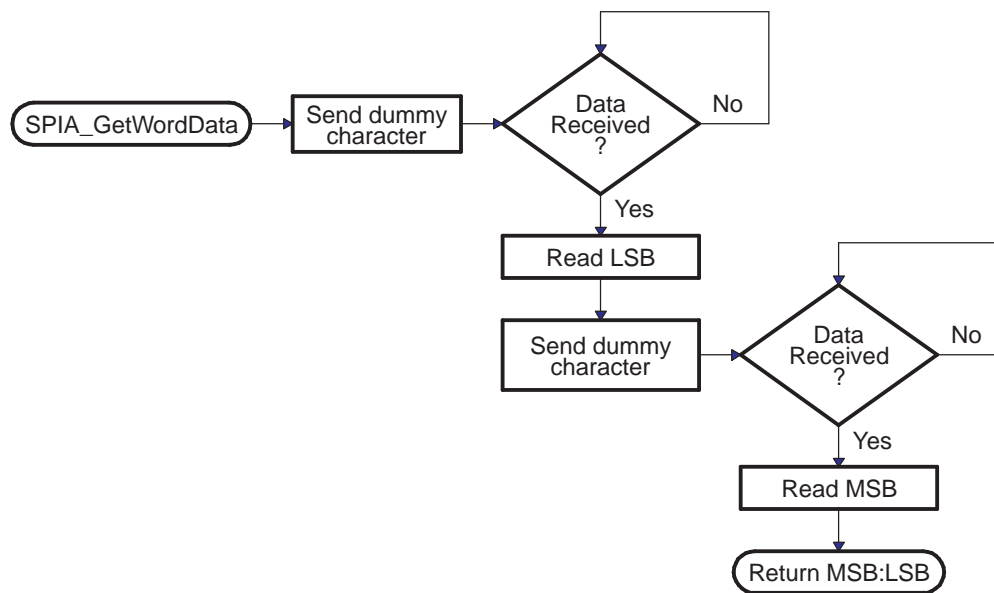 SPIA_GetWordData
Send dummy
character
Data
Received
?
No
Yes
Read LSB
Send dummy
character
Data
Received
?
No
Yes
Read MSB
Return MSB:LSB